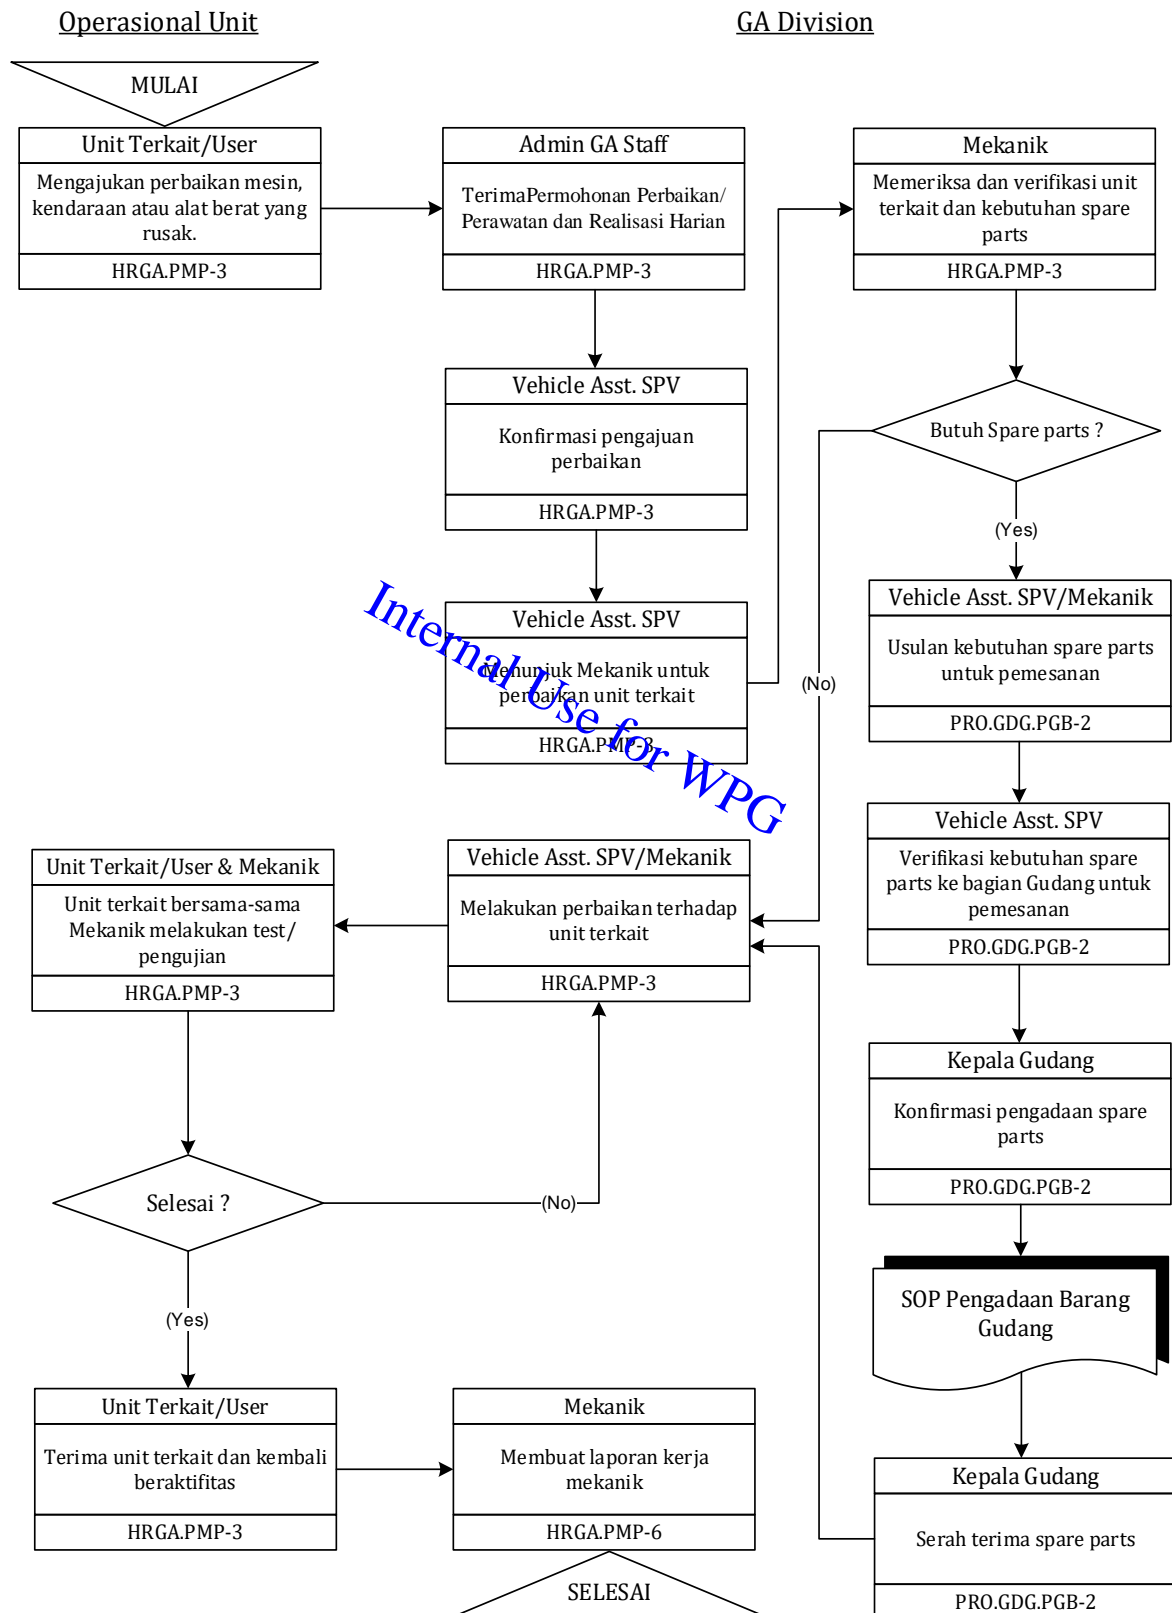 Operasional Unit
GA Division
MULAI
Unit Terkait/User
Mengajukan perbaikan mesin,
kendaraan atau alat berat yang
rusak.
HRGA.PMP-3
Admin GA Staff
TerimaPermohonan Perbaikan/
Perawatan dan Realisasi Harian
HRGA.PMP-3
Mekanik
Memeriksa dan verifikasi unit
terkait dan kebutuhan spare
parts
HRGA.PMP-3
Vehicle Asst. SPV
Konfirmasi pengajuan
perbaikan
HRGA.PMP-3
Butuh Spare parts ?
(Yes)
(No)
Vehicle Asst. SPV
Menunjuk Mekanik untuk
perbaikan unit terkait
HRGA.PMP-3
Internal Use for WPG
Vehicle Asst. SPV/Mekanik
Usulan kebutuhan spare parts
untuk pemesanan
PRO.GDG.PGB-2
Vehicle Asst. SPV
Verifikasi kebutuhan spare
parts ke bagian Gudang untuk
pemesanan
PRO.GDG.PGB-2
Unit Terkait/User & Mekanik
Unit terkait bersama-sama
Mekanik melakukan test/
pengujian
HRGA.PMP-3
Vehicle Asst. SPV/Mekanik
Melakukan perbaikan terhadap
unit terkait
HRGA.PMP-3
Kepala Gudang
Konfirmasi pengadaan spare
parts
PRO.GDG.PGB-2
Selesai ?
(No)
(Yes)
SOP Pengadaan Barang
Gudang
Unit Terkait/User
Terima unit terkait dan kembali
beraktifitas
HRGA.PMP-3
Mekanik
Membuat laporan kerja
mekanik
HRGA.PMP-6
Kepala Gudang
Serah terima spare parts
PRO.GDG.PGB-2
SELESAI